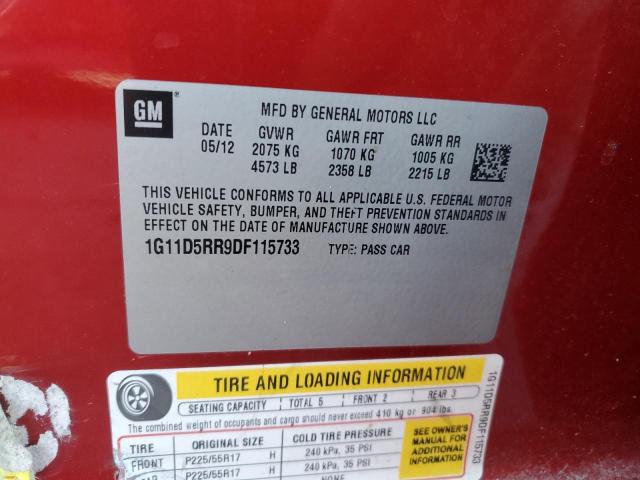 GM
MFD BY GENERAL MOTORS LLC
DATE GVWR GAWR FRT GAWR RR
05/12 2075 KG 1070 KG 1005 KG
4573 LB 2358 LB 2215 LB
THIS VEHICLE CONFORMS TO ALL APPLICABLE U.S. FEDERAL MOTOR
VEHICLE SAFETY, BUMPER, AND THEFT PREVENTION STANDARDS IN
EFFECT ON THE DATE OF MANUFACTURE SHOWN ABOVE.
1G11D5RR9DF115733 TYPE: PASS CAR
TIRE AND LOADING INFORMATION
SEATING CAPACITY TOTAL 5 FRONT 2 REAR 3
The combined weight of occupants and cargo should never exceed 410 kg or 904 lbs.
TIRE ORIGINAL SIZE COLD TIRE PRESSURE
FRONT P225/55R17 H 240 kPa, 35 PSI
REAR P225/55R17 H 240 kPa, 35 PSI
NONE
SEE OWNER'S
MANUAL FOR
ADDITIONAL
INFORMATION
1G11D5RR9DF115733